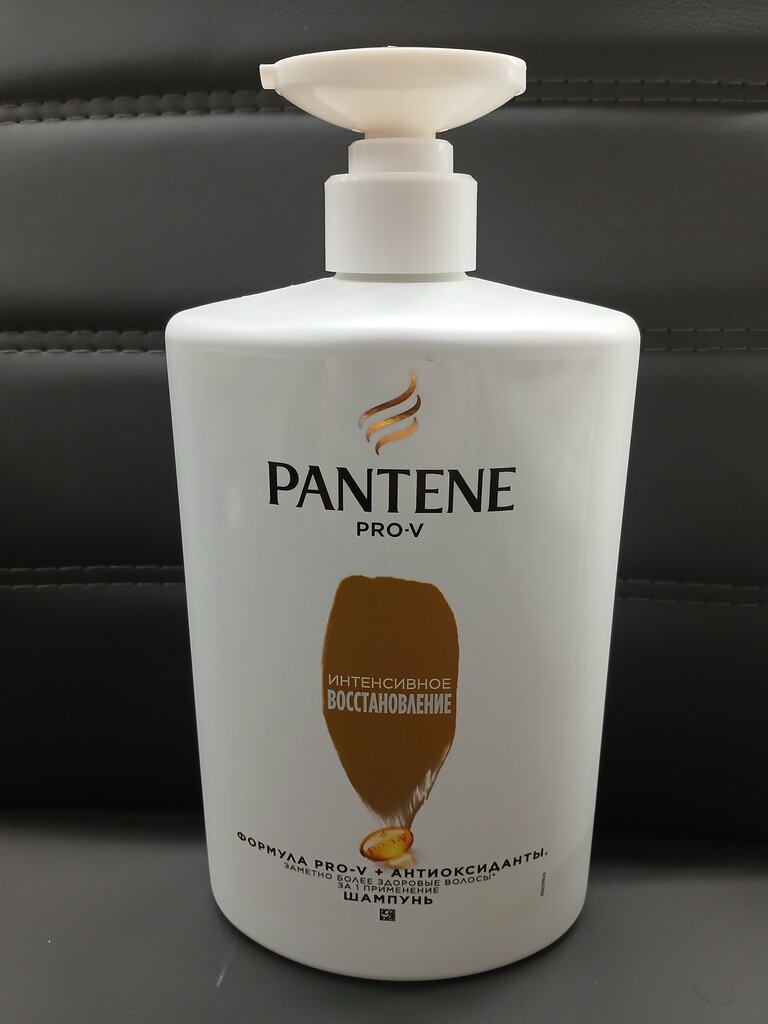 PANTENE
PRO-V
ИНТЕНСИВНОЕ
ВОССТАНОВЛЕНИЕ
ФОРМУЛА PRO-V + АНТИОКСИДАНТЫ.
ЗАМЕТНО БОЛЕЕ ЗДОРОВЫЕ ВОЛОСЫ*
ЗА 1 ПРИМЕНЕНИЕ
ШАМПУНЬ